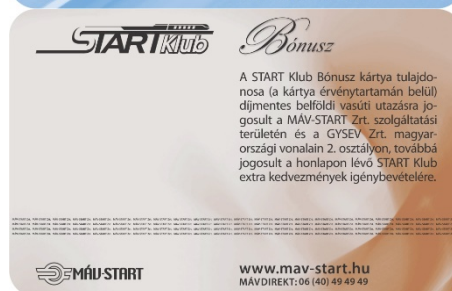 START Klub
Bónusz
A START Klub Bónusz kártya tulajdo-
nosa (a kártya érvénytartamán belül)
díjmentes belföldi vasúti utazásra jo-
gosult a MÁV-START Zrt. szolgáltatási
területén és a GYSEV Zrt. magyar-
országi vonalain 2. osztályon, továbbá
jogosult a honlapon lévő START Klub
extra kedvezmények igénybevételére.
MÁV-START
www.mav-start.hu
MÁVDIREKT: 06 (40) 49 49 49